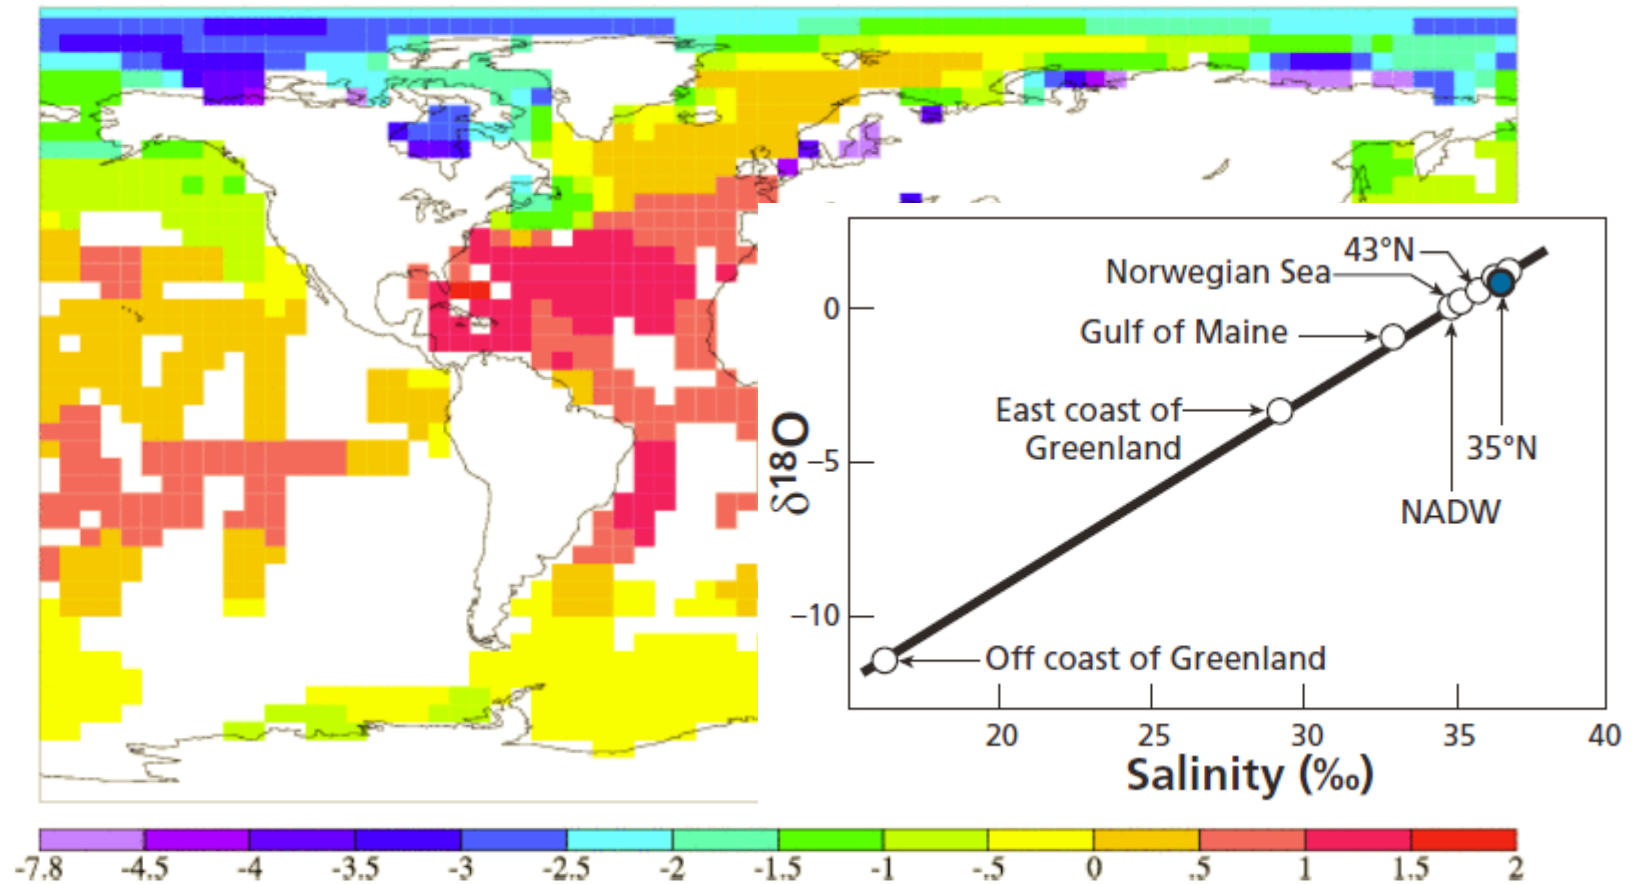 43°N
Norwegian Sea
0
Gulf of Maine
East coast of
Greenland
δ18O
–5
35°N
NADW
–10
Off coast of Greenland
20 25 30 35 40
Salinity (‰)
-7.8 -4.5 -4 -3.5 -3 -2.5 -2 -1.5 -1 -.5 0 .5 1 1.5 2